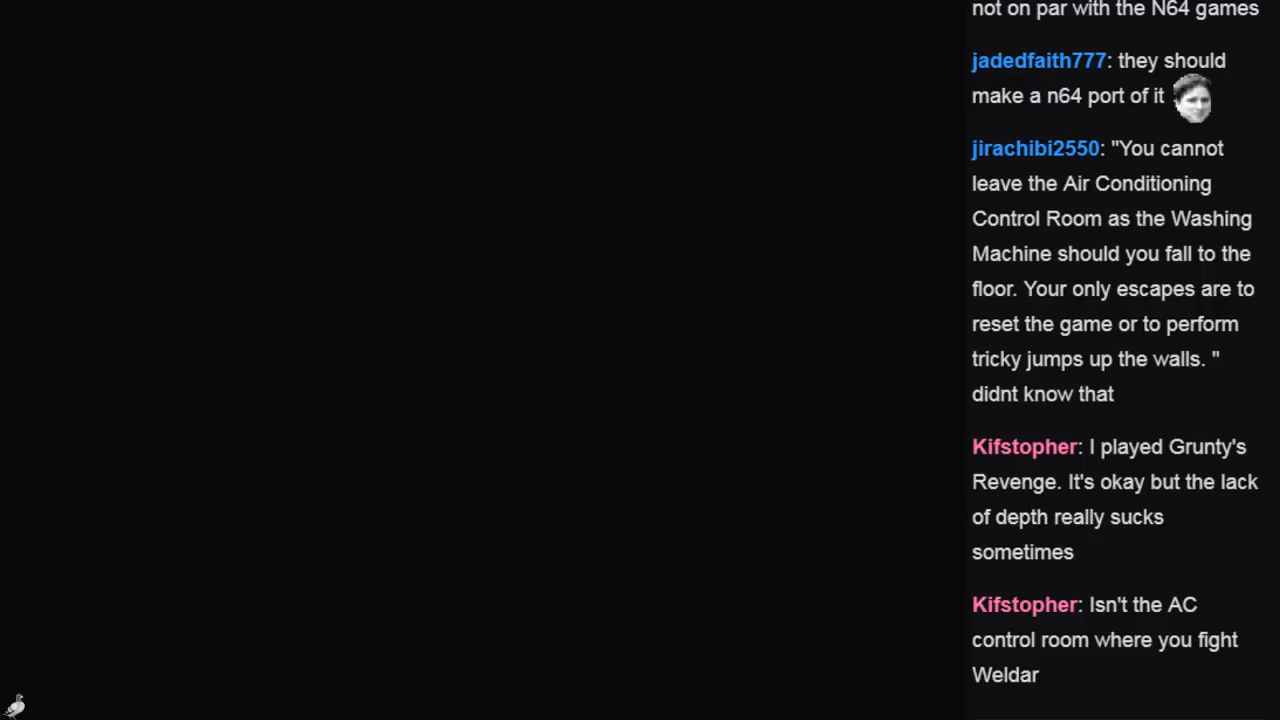 not on par with the N64 games
jadedfaith777: they should
make a n64 port of it
jirachibi2550: "You cannot
leave the Air Conditioning
Control Room as the Washing
Machine should you fall to the
floor. Your only escapes are to
reset the game or to perform
tricky jumps up the walls. "
didnt know that
Kifstopher: I played Grunty's
Revenge. It's okay but the lack
of depth really sucks
sometimes
Kifstopher: Isn't the AC
control room where you fight
Weldar